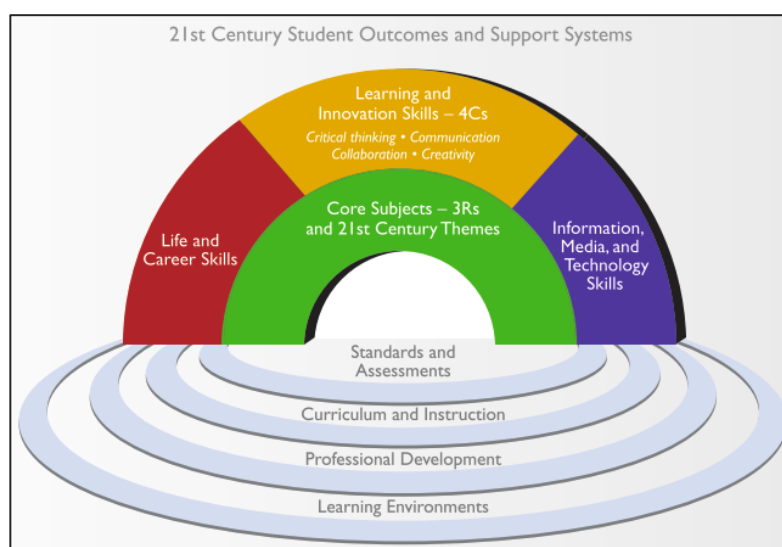 21st Century Student Outcomes and Support Systems
Learning and
Innovation Skills – 4Cs
Critical thinking • Communication
Collaboration • Creativity
Core Subjects – 3Rs
and 21st Century Themes
Life and
Career Skills
Information,
Media, and
Technology
Skills
Standards and
Assessments
Curriculum and Instruction
Professional Development
Learning Environments